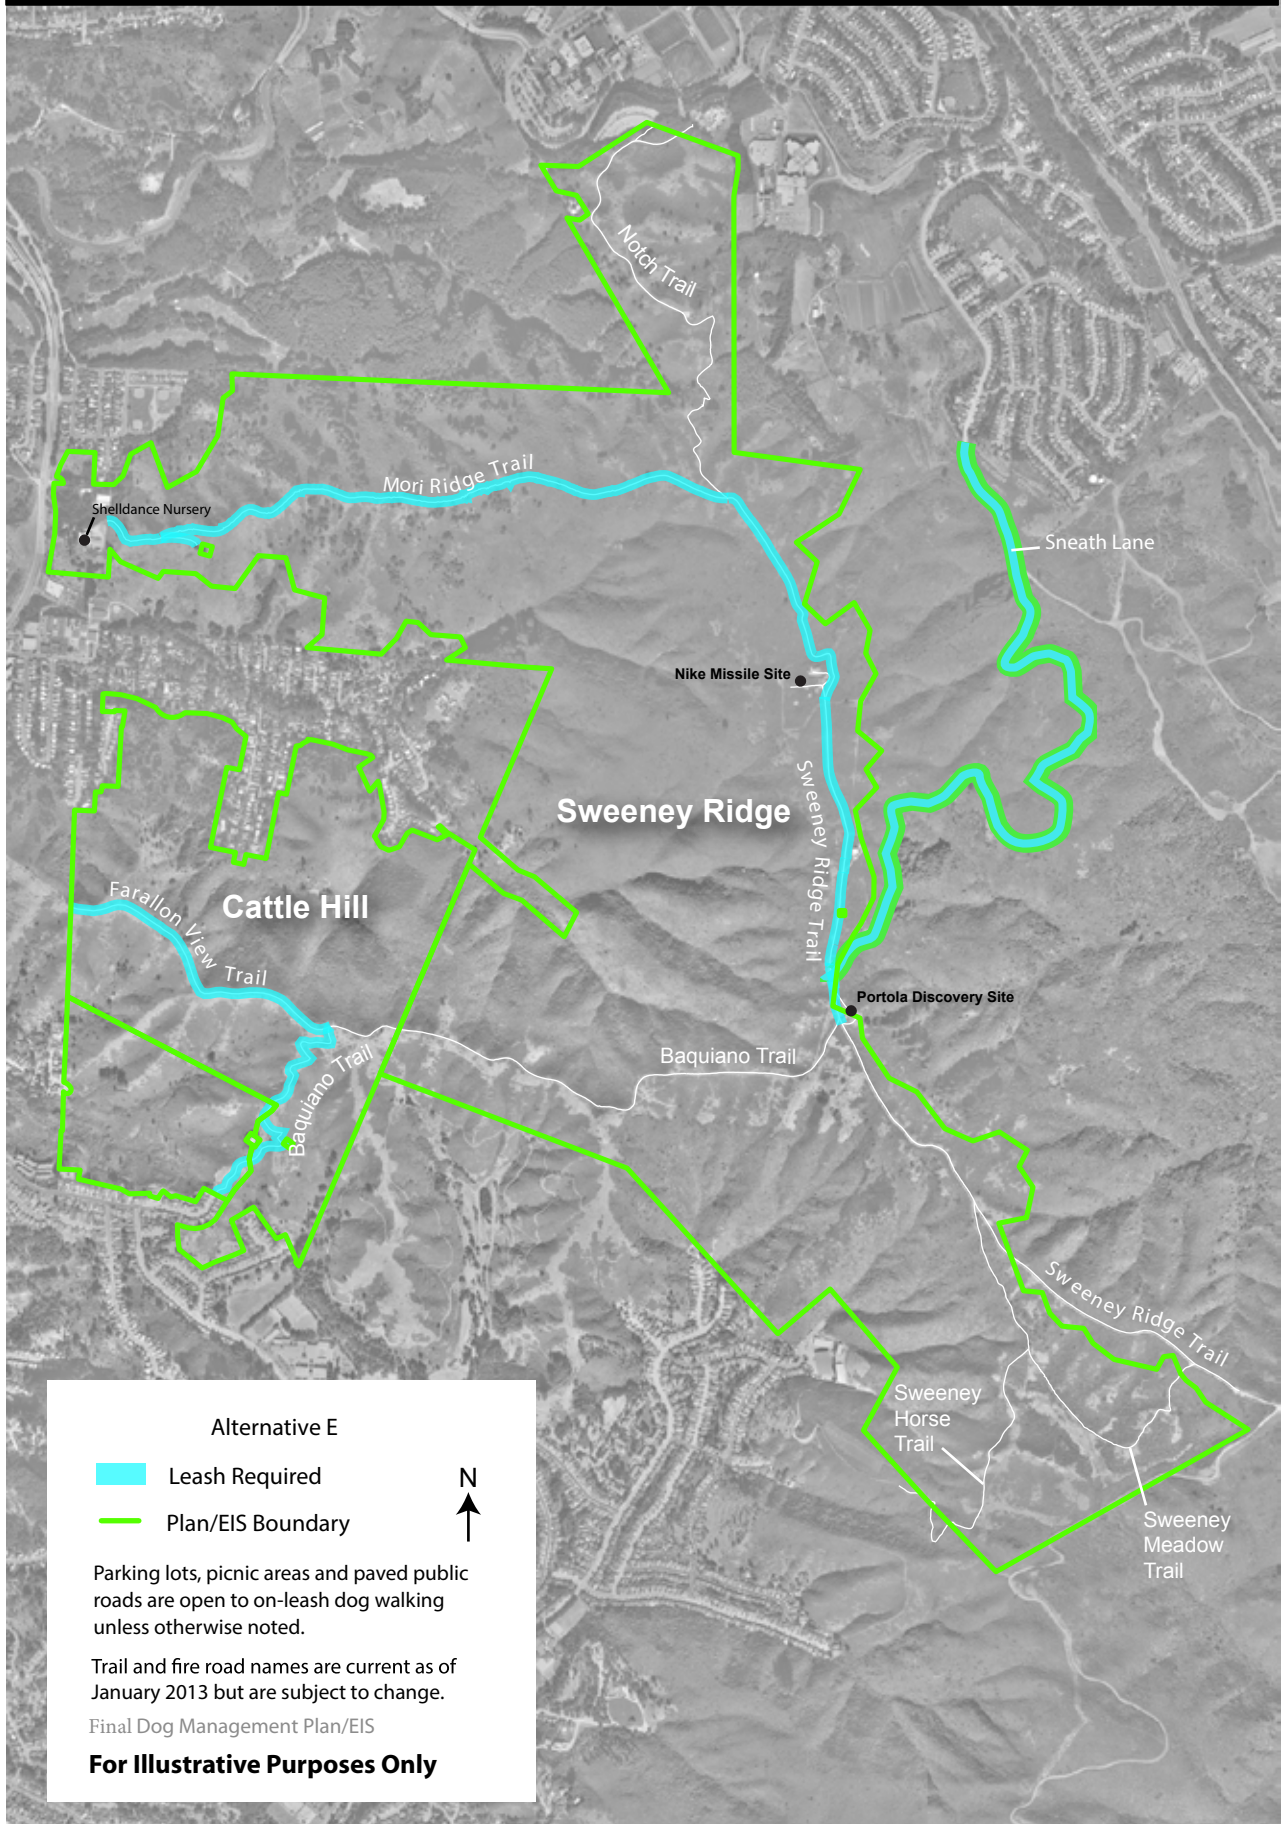 Notch Trail
Mori Ridge Trail
Shelldance Nursery
Sneath Lane
Nike Missile Site
Sweeney Ridge
Sweeney Ridge Trail
Cattle Hill
Farallon View Trail
Portola Discovery Site
Baquiano Trail
Baquiano Trail
Sweeney Ridge Trail
Sweeney
Horse
Trail
Sweeney
Meadow
Trail
Alternative E
Leash Required
N
Plan/EIS Boundary
Parking lots, picnic areas and paved public
roads are open to on-leash dog walking
unless otherwise noted.
Trail and fire road names are current as of
January 2013 but are subject to change.
Final Dog Management Plan/EIS
For Illustrative Purposes Only